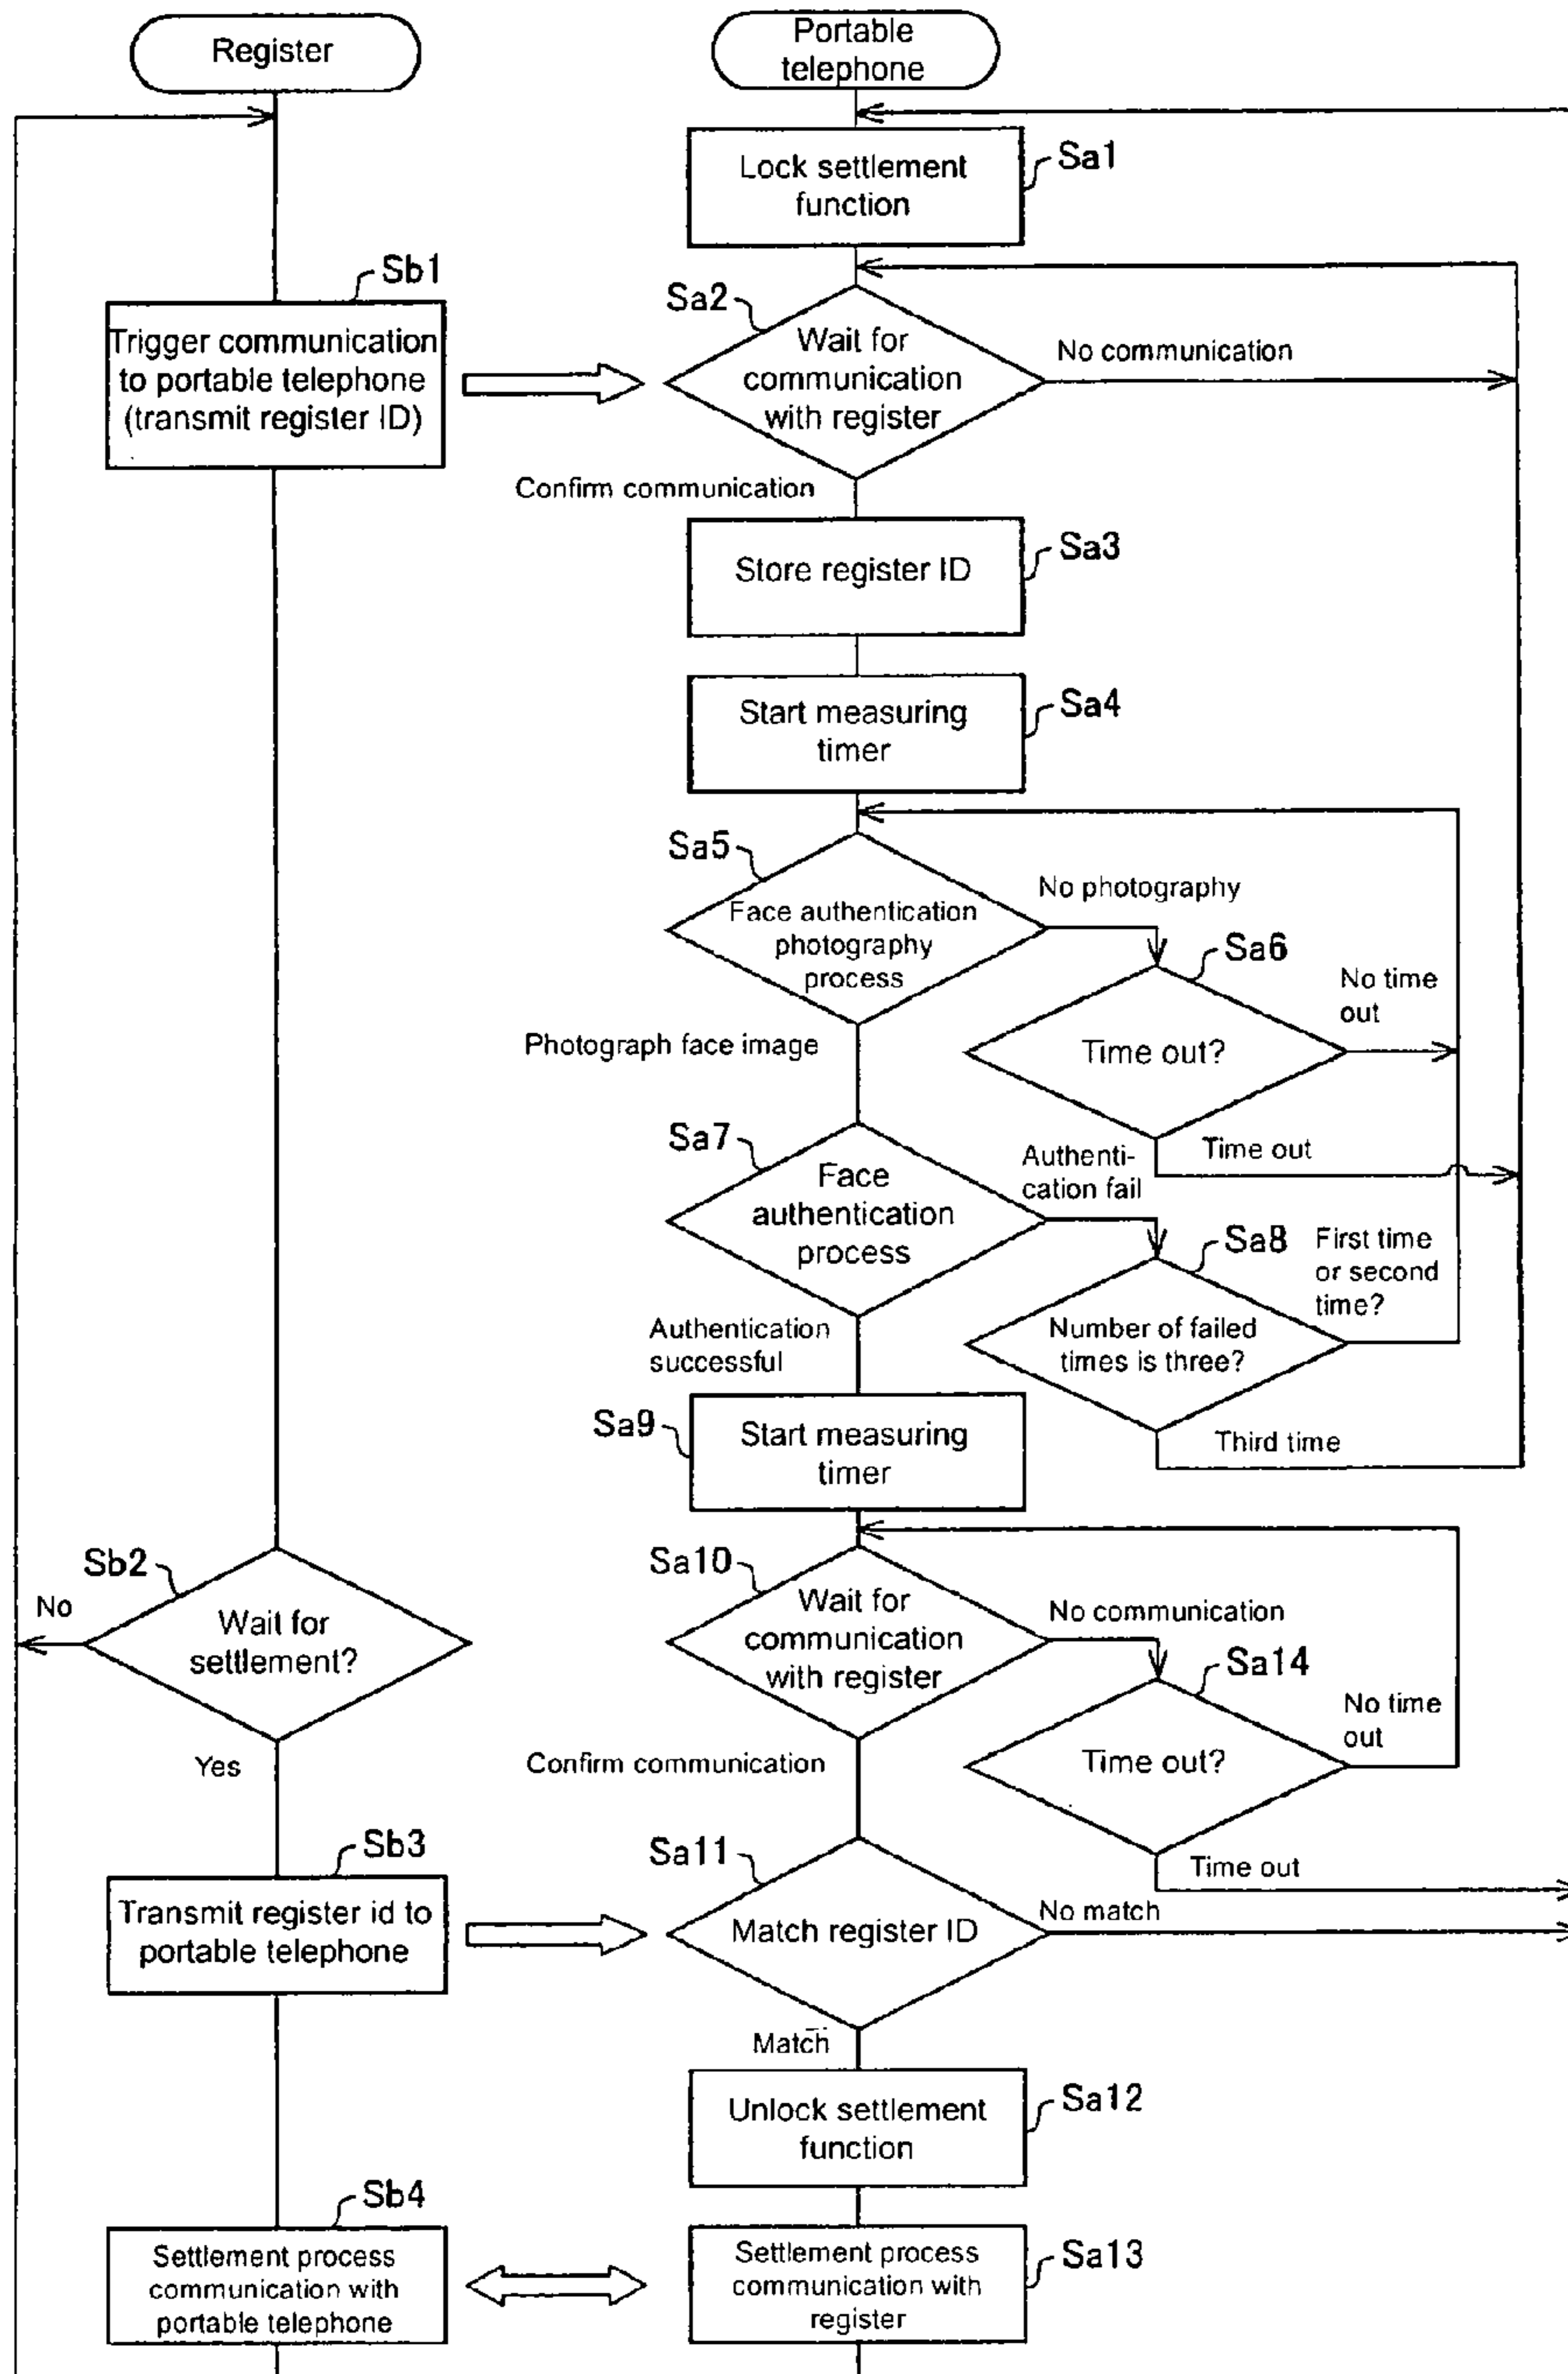 Register
Portable
telephone
Lock settlement
function
Sa1
Sb1
Trigger communication
to portable telephone
(transmit register ID)
Sa2
Wait for
communication
with register
No communication
Confirm communication
Store register ID
Sa3
Start measuring
timer
Sa4
Sa5
Face authentication
photography
process
No photography
Sa6
No time
out
Time out?
Photograph face image
Time out
Sa7
Face
authentication
process
Authenti-
cation fail
Sa8
First time
or second
time?
Number of failed
times is three?
Authentication
successful
Third time
Sa9
Start measuring
timer
Sb2
Wait for
settlement?
No
Yes
Sa10
Wait for
communication
with register
No communication
Sa14
No time
out
Time out?
Confirm communication
Time out
Sb3
Transmit register id to
portable telephone
Sa11
Match register ID
No match
Match
Unlock settlement
function
Sa12
Sb4
Settlement process
communication with
portable telephone
Settlement process
communication with
register
Sa13